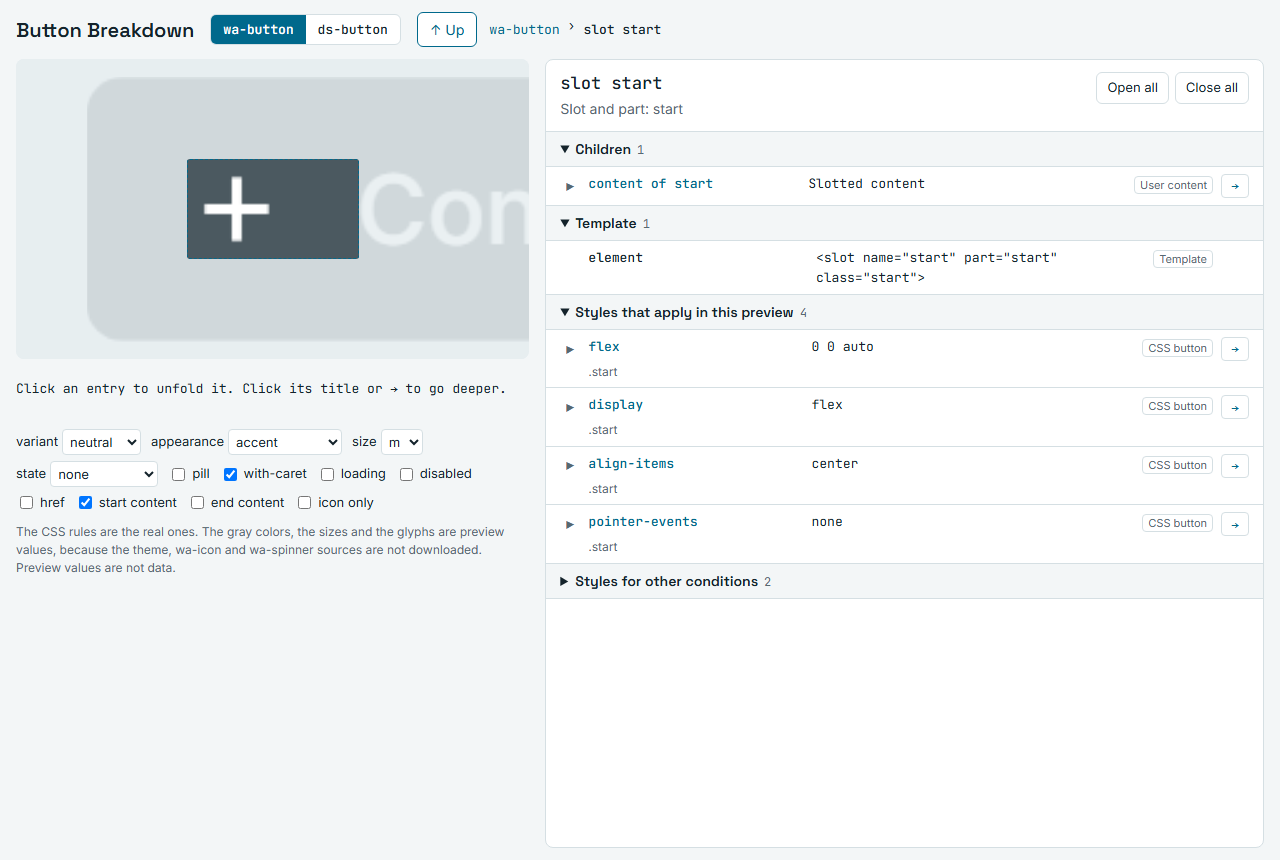 Button Breakdown
wa-button
ds-button
↑ Up
wa-button › slot start
Con
slot start
Slot and part: start
Open all
Close all
▼ Children 1
▶ content of start
Slotted content
User content
→
▼ Template 1
element
<slot name="start" part="start"
class="start">
Template
▼ Styles that apply in this preview 4
▶ flex
0 0 auto
CSS button
→
.start
▶ display
flex
CSS button
→
.start
▶ align-items
center
CSS button
→
.start
▶ pointer-events
none
CSS button
→
.start
▶ Styles for other conditions 2
Click an entry to unfold it. Click its title or → to go deeper.
variant neutral appearance accent size m
state none pill with-caret loading disabled
href start content end content icon only
The CSS rules are the real ones. The gray colors, the sizes and the glyphs are preview
values, because the theme, wa-icon and wa-spinner sources are not downloaded.
Preview values are not data.